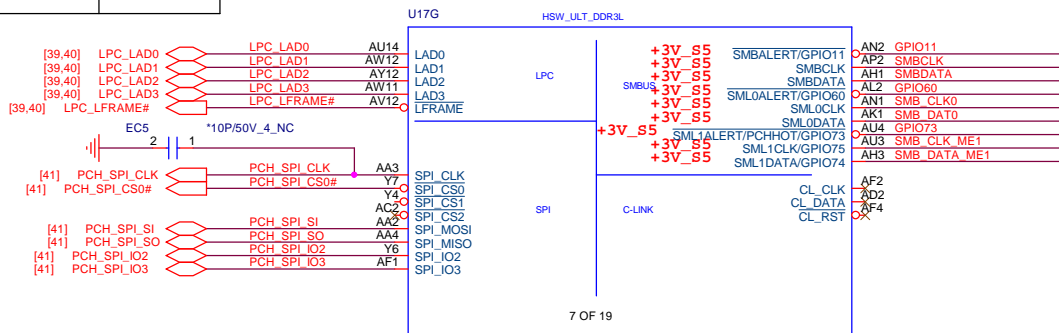 U17G
HSW_ULT_DDR3L
[39,40] LPC_LAD0 LPC_LAD0 AU14 LAD0
[39,40] LPC_LAD1 LPC_LAD1 AW12 LAD1
[39,40] LPC_LAD2 LPC_LAD2 AY12 LAD2
[39,40] LPC_LAD3 LPC_LAD3 AW11 LAD3
[39,40] LPC_LFRAME# LPC_LFRAME# AV12 LFRAME
LPC
SMBUS
+3V_S5 SMBALERT/GPIO11 AN2 GPIO11
+3V_S5 SMBCLK AP2 SMBCLK
+3V_S5 SMBDATA AH1 SMBDATA
+3V_S5 SML0ALERT/GPIO60 AL2 GPIO60
+3V_S5 SML0CLK AN1 SMB_CLK0
+3V_S5 SML0DATA AK1 SMB_DAT0
+3V_S5 SML1ALERT/PCHHOT/GPIO73 AU4 GPIO73
+3V_S5 SML1CLK/GPIO75 AU3 SMB_CLK_ME1
+3V_S5 SML1DATA/GPIO74 AH3 SMB_DATA_ME1
EC5 *10P/50V_4_NC
2 1
[41] PCH_SPI_CLK PCH_SPI_CLK AA3 SPI_CLK
[41] PCH_SPI_CS0# PCH_SPI_CS0# Y7 SPI_CS0
Y4 SPI_CS1
AC2 SPI_CS2
[41] PCH_SPI_SI PCH_SPI_SI AA2 SPI_MOSI
[41] PCH_SPI_SO PCH_SPI_SO AA4 SPI_MISO
[41] PCH_SPI_IO2 PCH_SPI_IO2 Y6 SPI_IO2
[41] PCH_SPI_IO3 PCH_SPI_IO3 AF1 SPI_IO3
SPI
C-LINK
CL_CLK AF2
CL_DATA AD2
CL_RST AF4
7 OF 19